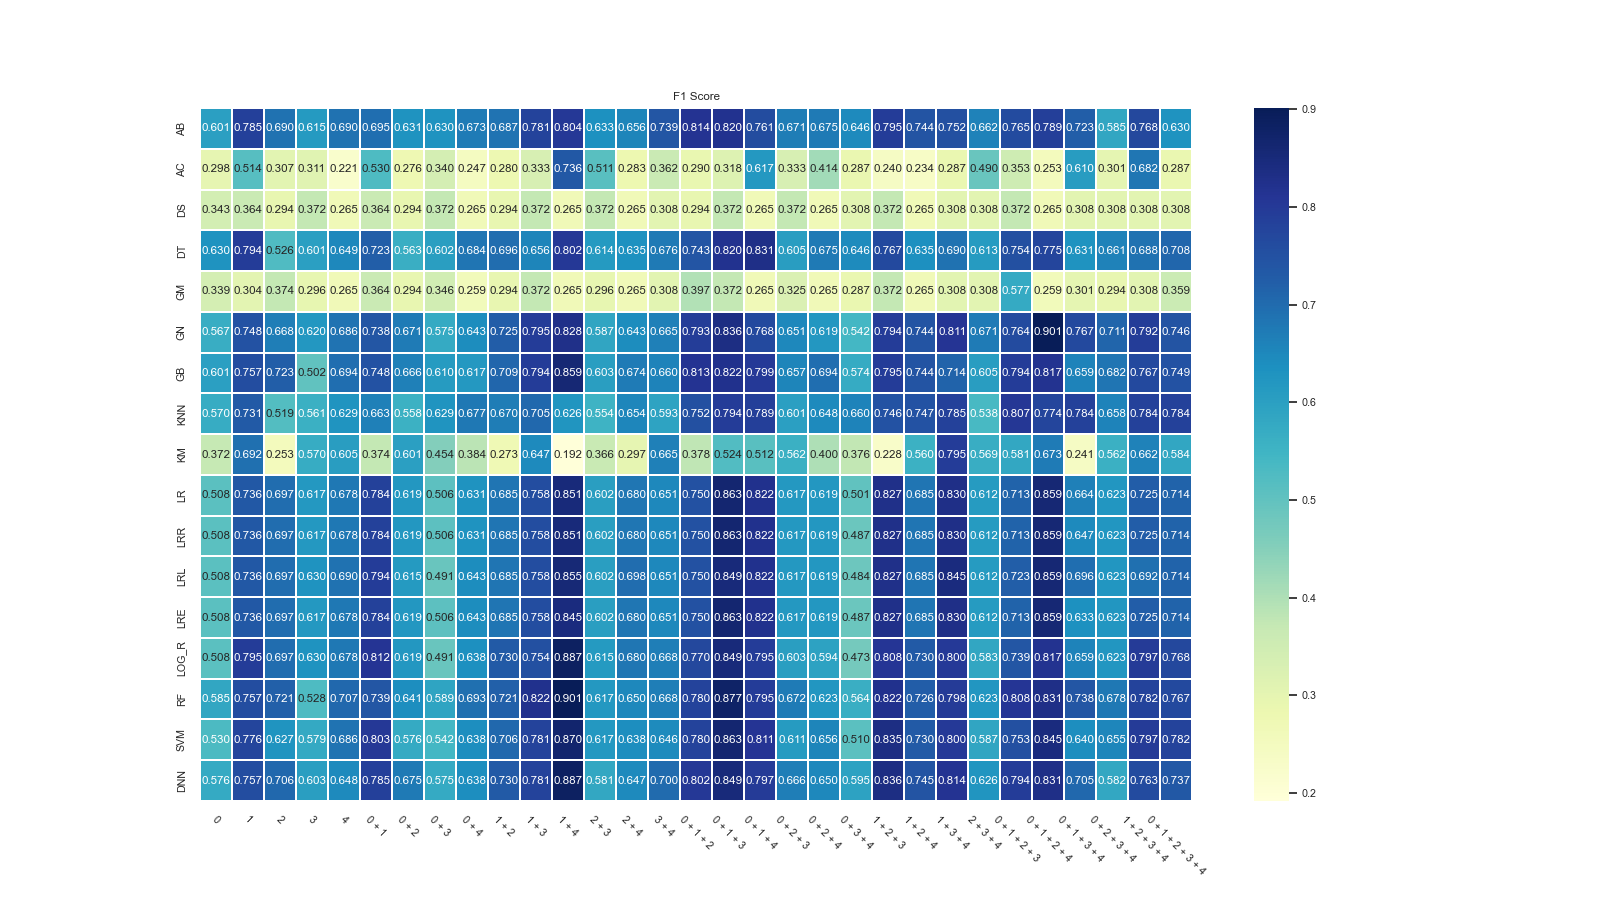 F1 Score
AB 0.601 0.785 0.690 0.615 0.690 0.695 0.631 0.630 0.673 0.687 0.781 0.804 0.633 0.656 0.739 0.814 0.820 0.761 0.671 0.675 0.646 0.795 0.744 0.752 0.662 0.765 0.789 0.723 0.585 0.768 0.630
AC 0.298 0.514 0.307 0.311 0.221 0.530 0.276 0.340 0.247 0.280 0.333 0.736 0.511 0.283 0.362 0.290 0.318 0.617 0.333 0.414 0.287 0.240 0.234 0.287 0.490 0.353 0.253 0.610 0.301 0.682 0.287
DS 0.343 0.364 0.294 0.372 0.265 0.364 0.294 0.372 0.265 0.294 0.372 0.265 0.372 0.265 0.308 0.294 0.372 0.265 0.372 0.265 0.308 0.372 0.265 0.308 0.308 0.372 0.265 0.308 0.308 0.308 0.308
DT 0.630 0.794 0.526 0.601 0.649 0.723 0.563 0.602 0.684 0.696 0.656 0.802 0.614 0.635 0.676 0.743 0.820 0.831 0.605 0.675 0.646 0.767 0.635 0.690 0.613 0.754 0.775 0.631 0.661 0.688 0.708
GM 0.339 0.304 0.374 0.296 0.265 0.364 0.294 0.346 0.259 0.294 0.372 0.265 0.296 0.265 0.308 0.397 0.372 0.265 0.325 0.265 0.287 0.372 0.265 0.308 0.308 0.577 0.259 0.301 0.294 0.308 0.359
GN 0.567 0.748 0.668 0.620 0.686 0.738 0.671 0.575 0.643 0.725 0.795 0.828 0.587 0.643 0.665 0.793 0.836 0.768 0.651 0.619 0.542 0.794 0.744 0.811 0.671 0.764 0.901 0.767 0.711 0.792 0.746
GB 0.601 0.757 0.723 0.502 0.694 0.748 0.666 0.610 0.617 0.709 0.794 0.859 0.603 0.674 0.660 0.813 0.822 0.799 0.657 0.694 0.574 0.795 0.744 0.714 0.605 0.794 0.817 0.659 0.682 0.767 0.749
KNN 0.570 0.731 0.519 0.561 0.629 0.663 0.558 0.629 0.677 0.670 0.705 0.626 0.554 0.654 0.593 0.752 0.794 0.789 0.601 0.648 0.660 0.746 0.747 0.785 0.538 0.807 0.774 0.784 0.658 0.784 0.784
KM 0.372 0.692 0.253 0.570 0.605 0.374 0.601 0.454 0.384 0.273 0.647 0.192 0.366 0.297 0.665 0.378 0.524 0.512 0.562 0.400 0.376 0.228 0.560 0.795 0.569 0.581 0.673 0.241 0.562 0.662 0.584
LR 0.508 0.736 0.697 0.617 0.678 0.784 0.619 0.506 0.631 0.685 0.758 0.851 0.602 0.680 0.651 0.750 0.863 0.822 0.617 0.619 0.501 0.827 0.685 0.830 0.612 0.713 0.859 0.664 0.623 0.725 0.714
LRR 0.508 0.736 0.697 0.617 0.678 0.784 0.619 0.506 0.631 0.685 0.758 0.851 0.602 0.680 0.651 0.750 0.863 0.822 0.617 0.619 0.487 0.827 0.685 0.830 0.612 0.713 0.859 0.647 0.623 0.725 0.714
LRL 0.508 0.736 0.697 0.630 0.690 0.794 0.615 0.491 0.643 0.685 0.758 0.855 0.602 0.698 0.651 0.750 0.849 0.822 0.617 0.619 0.484 0.827 0.685 0.845 0.612 0.723 0.859 0.696 0.623 0.692 0.714
LRE 0.508 0.736 0.697 0.617 0.678 0.784 0.619 0.506 0.643 0.685 0.758 0.845 0.602 0.680 0.651 0.750 0.863 0.822 0.617 0.619 0.487 0.827 0.685 0.830 0.612 0.713 0.859 0.633 0.623 0.725 0.714
LOG_R 0.508 0.795 0.697 0.630 0.678 0.812 0.619 0.491 0.638 0.730 0.754 0.887 0.615 0.680 0.668 0.770 0.849 0.795 0.603 0.594 0.473 0.808 0.730 0.800 0.583 0.739 0.817 0.659 0.623 0.797 0.768
RF 0.585 0.757 0.721 0.528 0.707 0.739 0.641 0.589 0.693 0.721 0.822 0.901 0.617 0.650 0.668 0.780 0.877 0.795 0.672 0.623 0.564 0.822 0.726 0.798 0.623 0.808 0.831 0.738 0.678 0.782 0.767
SVM 0.530 0.776 0.627 0.579 0.686 0.803 0.576 0.542 0.638 0.706 0.781 0.870 0.617 0.638 0.646 0.780 0.863 0.811 0.611 0.656 0.510 0.835 0.730 0.800 0.587 0.753 0.845 0.640 0.655 0.797 0.782
DNN 0.576 0.757 0.706 0.603 0.648 0.785 0.675 0.575 0.638 0.730 0.781 0.887 0.581 0.647 0.700 0.802 0.849 0.797 0.666 0.650 0.595 0.836 0.745 0.814 0.626 0.794 0.831 0.705 0.582 0.763 0.737
0
1
2
3
4
0 + 1
0 + 2
0 + 3
0 + 4
1 + 2
1 + 3
1 + 4
2 + 3
2 + 4
3 + 4
0 + 1 + 2
0 + 1 + 3
0 + 1 + 4
0 + 2 + 3
0 + 2 + 4
0 + 3 + 4
1 + 2 + 3
1 + 2 + 4
1 + 3 + 4
2 + 3 + 4
0 + 1 + 2 + 3
0 + 1 + 2 + 4
0 + 1 + 3 + 4
0 + 2 + 3 + 4
1 + 2 + 3 + 4
0 + 1 + 2 + 3 + 4
0.9
0.8
0.7
0.6
0.5
0.4
0.3
0.2